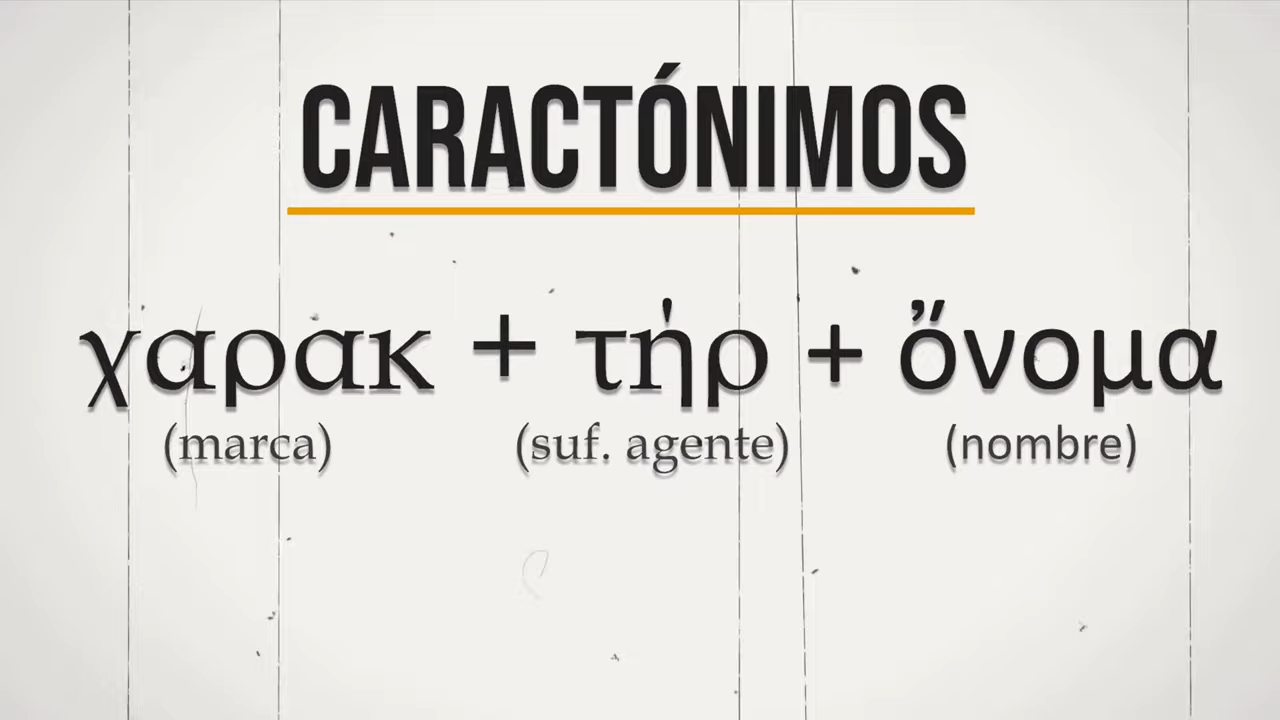 CARACTÓNIMOS
χαρακ + τήρ + ὄνομα
(marca) (suf. agente) (nombre)